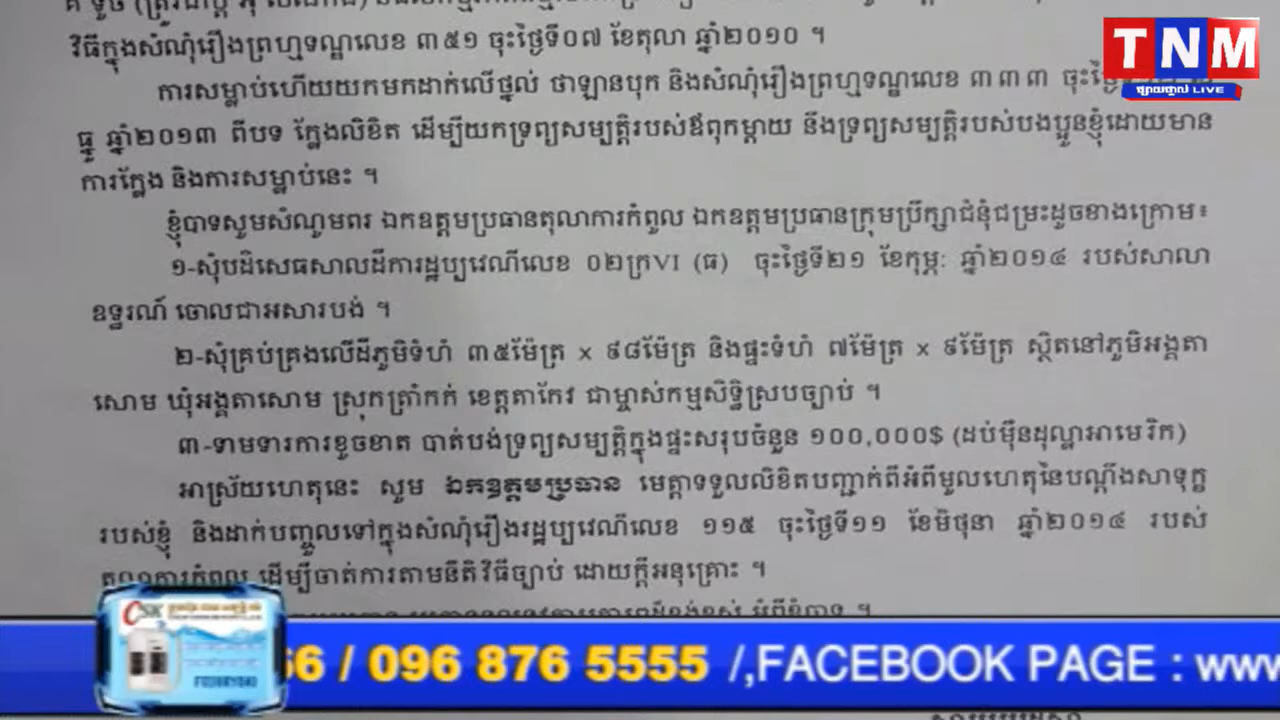 វិធីក្នុងសំណុំរឿងព្រហ្មទណ្ឌលេខ ៣៥១ ចុះថ្ងៃទី០៧ ខែតុលា ឆ្នាំ២០១០ ។
TNM
ផ្សាយផ្ទាល់ LIVE
ការសម្លាប់ហើយយកមកដាក់លើថ្នល់ ថាឡានបុក និងសំណុំរឿងព្រហ្មទណ្ឌលេខ ៣៣៣ ចុះថ្ងៃ
ធ្នូ ឆ្នាំ២០១៣ ពីបទ ក្លែងលិខិត ដើម្បីយកទ្រព្យសម្បត្តិរបស់ឪពុកម្តាយ នឹងទ្រព្យសម្បត្តិរបស់បងប្អូនខ្ញុំដោយមាន
ការក្លែង និងការសម្លាប់នេះ ។
ខ្ញុំបាទសូមសំណូមពរ ឯកឧត្តមប្រធានតុលាការកំពូល ឯកឧត្តមប្រធានក្រុមប្រឹក្សាជំនុំជម្រះដូចខាងក្រោម៖
១-សុំបដិសេធសាលដីការដ្ឋប្បវេណីលេខ ០២ក្រVI (ធ) ចុះថ្ងៃទី២១ ខែកុម្ភៈ ឆ្នាំ២០១៤ របស់សាលា
ឧទ្ធរណ៍ ចោលជាអសារបង់ ។
២-សុំគ្រប់គ្រងលើដីភូមិទំហំ ៣៥ម៉ែត្រ x ៩៨ម៉ែត្រ និងផ្ទះទំហំ ៧ម៉ែត្រ x ៩ម៉ែត្រ ស្ថិតនៅភូមិអង្គតា
សោម ឃុំអង្គតាសោម ស្រុកត្រាំកក់ ខេត្តតាកែវ ជាម្ចាស់កម្មសិទ្ធិស្របច្បាប់ ។
៣-ទាមទារការខូចខាត បាត់បង់ទ្រព្យសម្បត្តិក្នុងផ្ទះសរុបចំនួន ១០០,០០០$ (ដប់ម៉ឺនដុល្លាអាមេរិក)
អាស្រ័យហេតុនេះ សូម ឯកឧត្តមប្រធាន មេត្តាទទួលលិខិតបញ្ជាក់ពីអំពីមូលហេតុនៃបណ្តឹងសាទុក្ខ
របស់ខ្ញុំ និងដាក់បញ្ចូលទៅក្នុងសំណុំរឿងរដ្ឋប្បវេណីលេខ ១១៥ ចុះថ្ងៃទី១១ ខែមិថុនា ឆ្នាំ២០១៤ របស់
តុលាការកំពូល ដើម្បីចាត់ការតាមនីតិវិធីច្បាប់ ដោយក្តីអនុគ្រោះ ។
66 / 096 876 5555 /,FACEBOOK PAGE : www